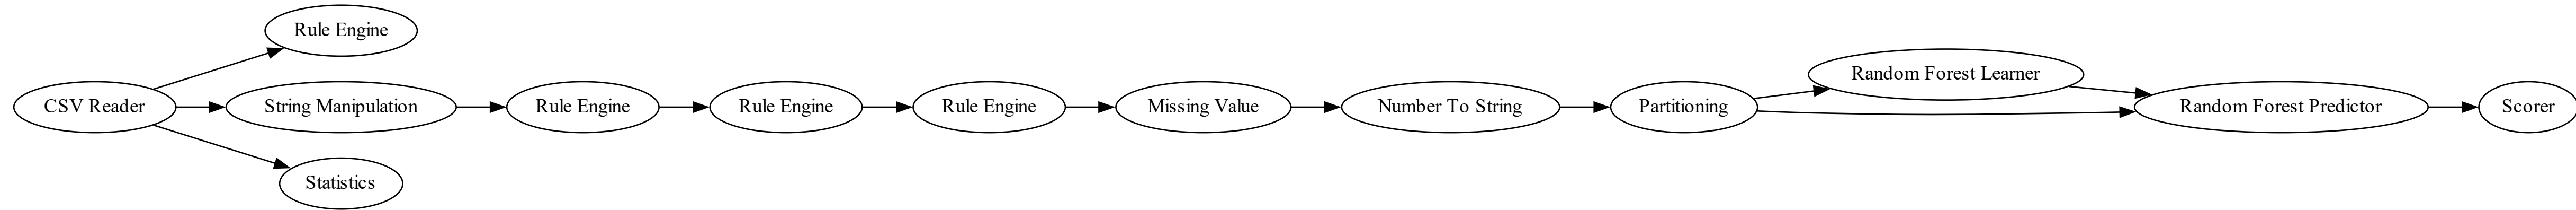 Rule Engine
CSV Reader
String Manipulation
Rule Engine
Rule Engine
Rule Engine
Missing Value
Number To String
Partitioning
Random Forest Learner
Random Forest Predictor
Scorer
Statistics